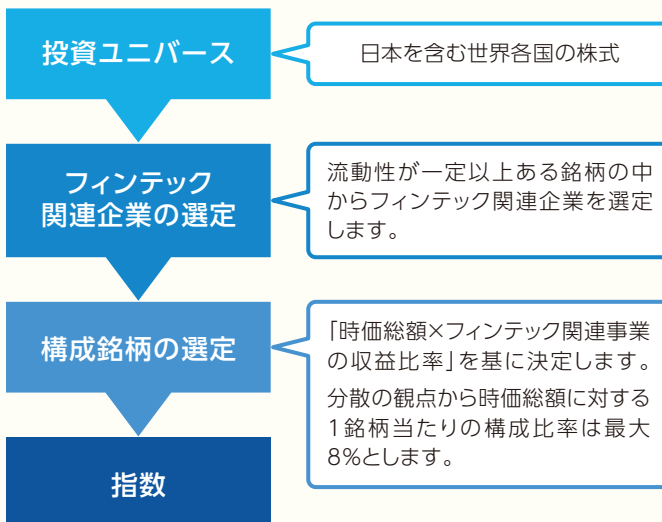 投資ユニバース
日本を含む世界各国の株式
フィンテック
関連企業の選定
流動性が一定以上ある銘柄の中
からフィンテック関連企業を選定
します。
構成銘柄の選定
「時価総額×フィンテック関連事業
の収益比率」を基に決定します。
分散の観点から時価総額に対する
1銘柄当たりの構成比率は最大
8%とします。
指数